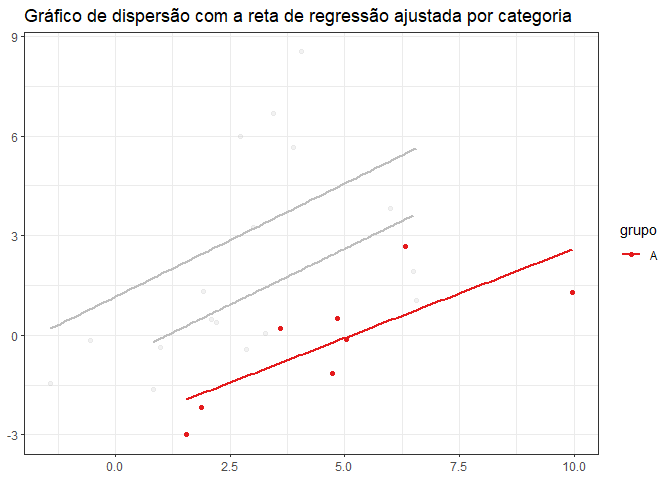 Gráfico de dispersão com a reta de regressão ajustada por categoria
9
6
3
0
-3
0.0 2.5 5.0 7.5 10.0
grupo
A